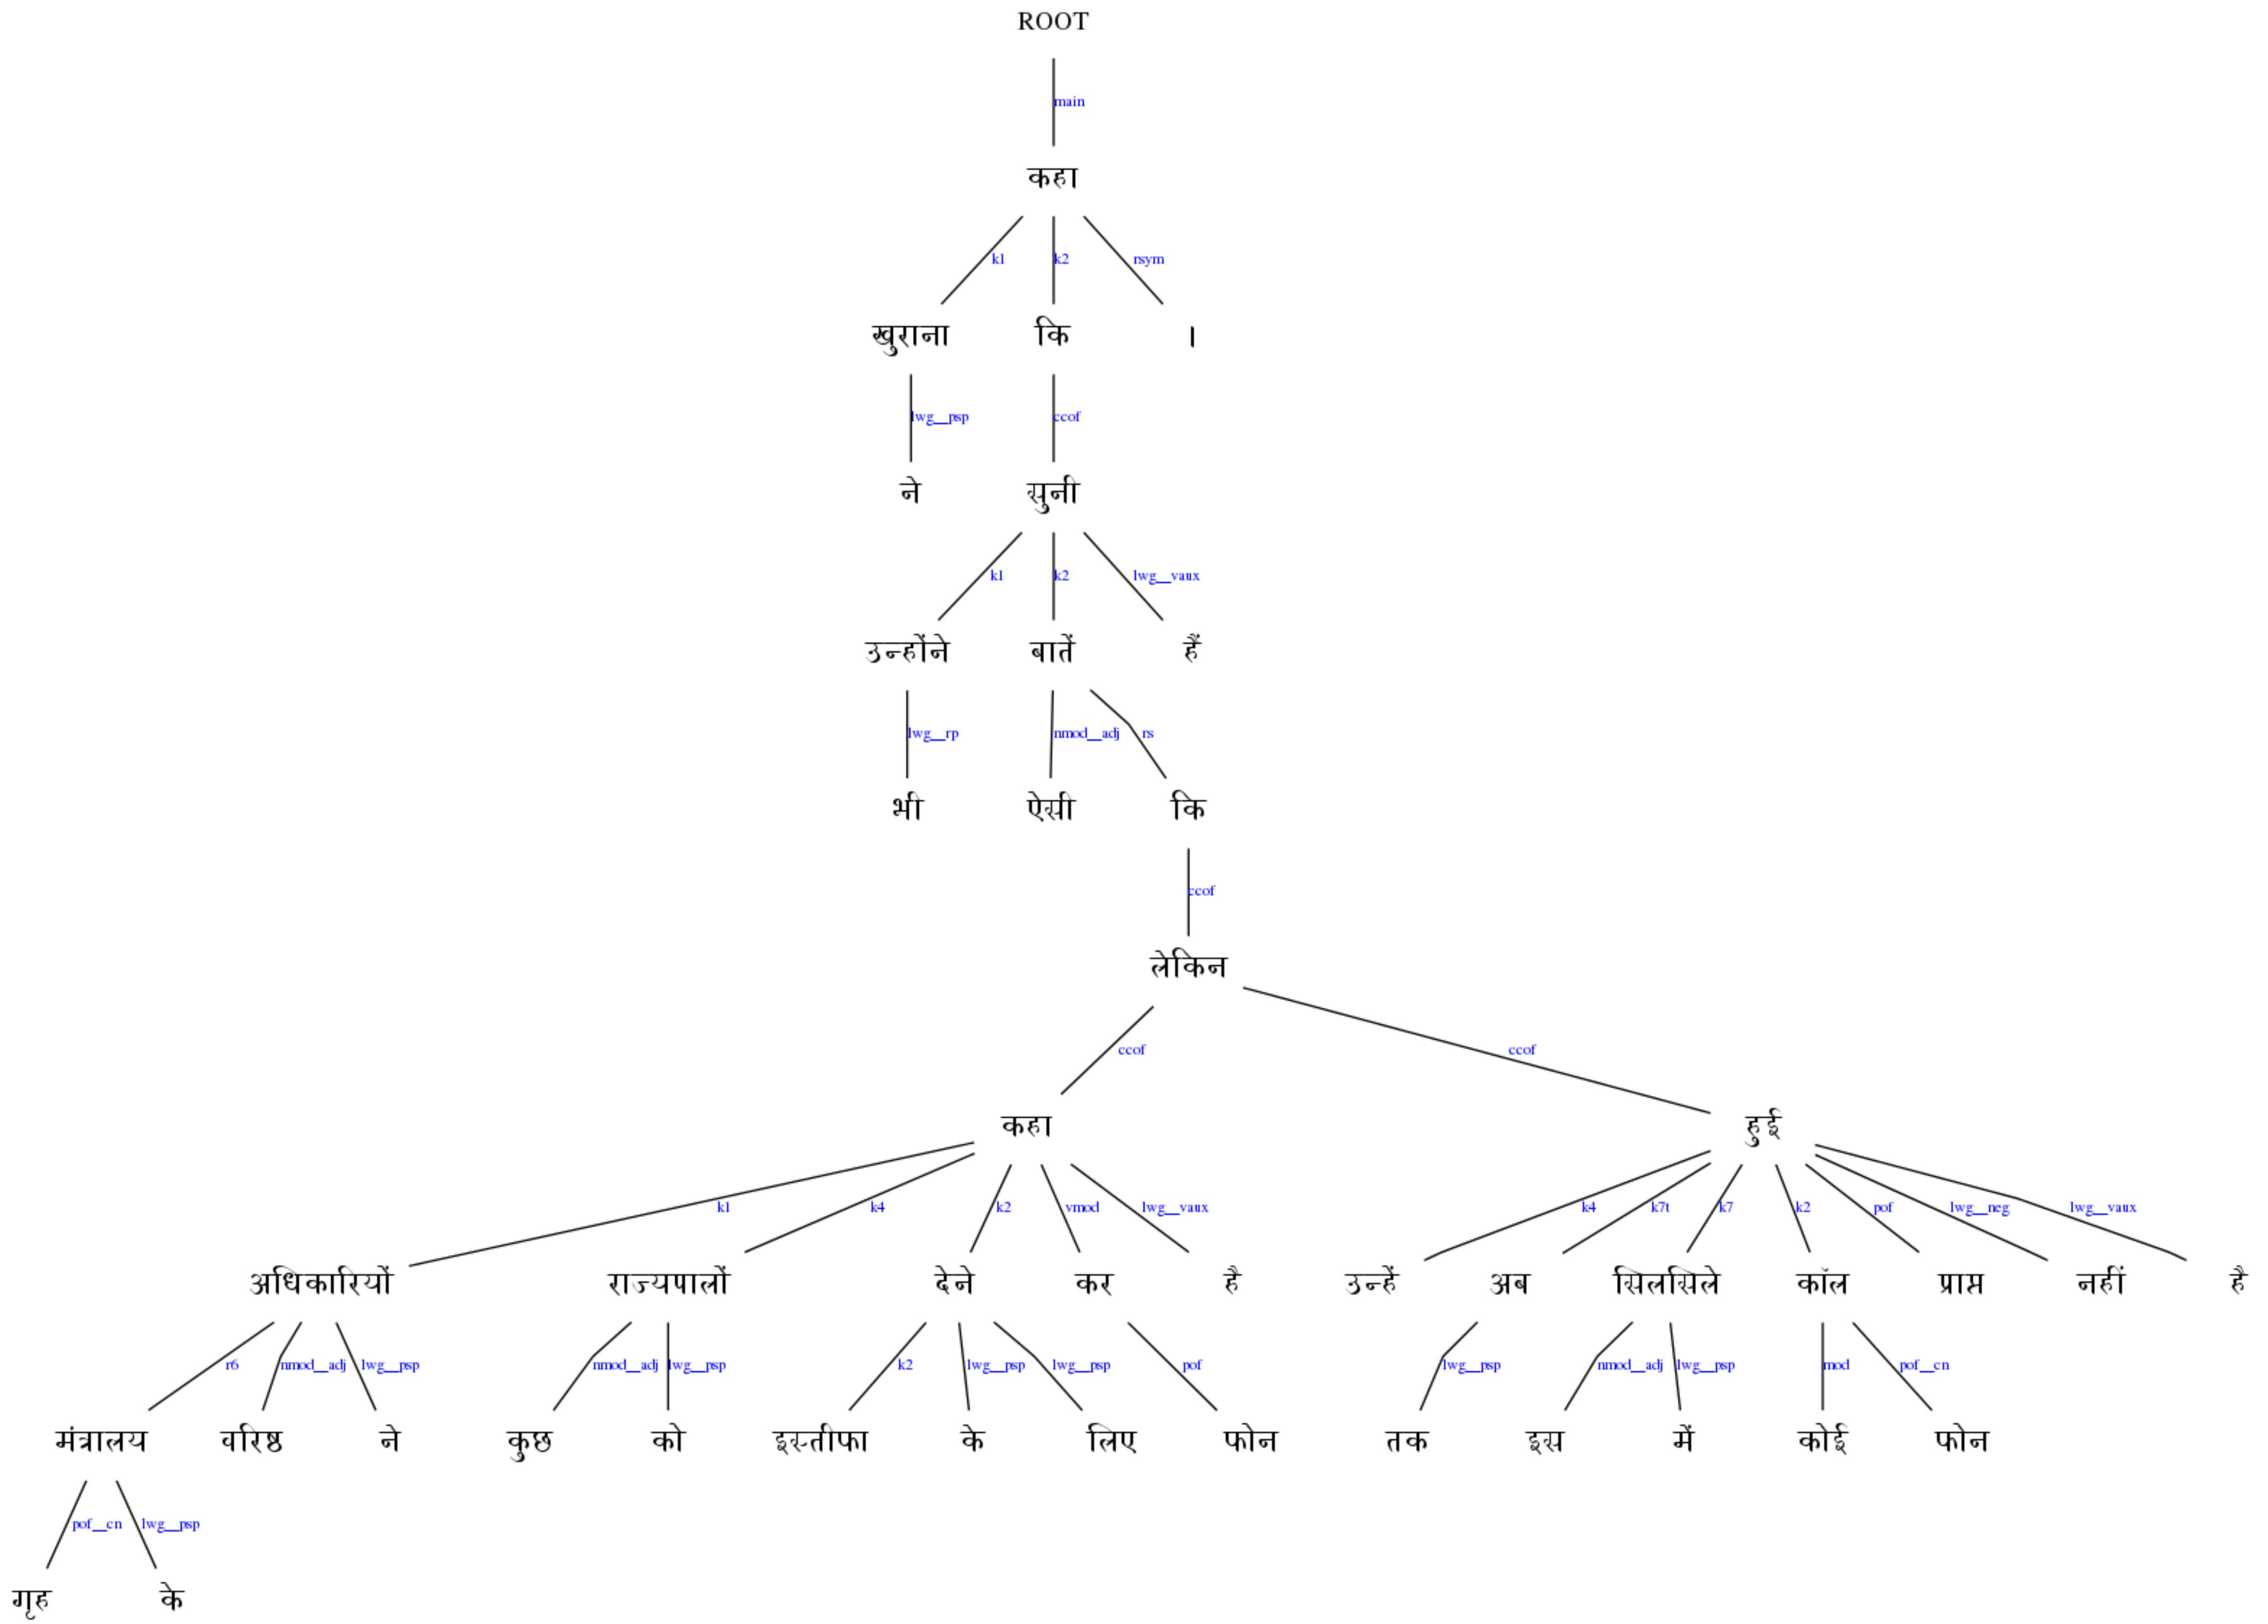 ROOT
main
कहा
k1 k2 rsym
खुराना कि ।
lwg__psp ccof
ने सुनी
k1 k2 lwg__vaux
उन्होंने बातें हैं
lwg__rp nmod__adj rs
भी ऐसी कि
ccof
लेकिन
ccof ccof
कहा हुई
k1 k4 k2 vmod lwg__vaux k4 k7t k7 k2 pof lwg__neg lwg__vaux
अधिकारियों राज्यपालों देने कर है उन्हें अब सिलसिले कॉल प्राप्त नहीं है
r6 nmod__adj lwg__psp nmod__adj lwg__psp k2 lwg__psp lwg__psp pof lwg__psp nmod__adj lwg__psp mod pof__cn
मंत्रालय वरिष्ठ ने कुछ को इस्तीफा के लिए फोन तक इस में कोई फोन
pof__cn lwg__psp
गृह के